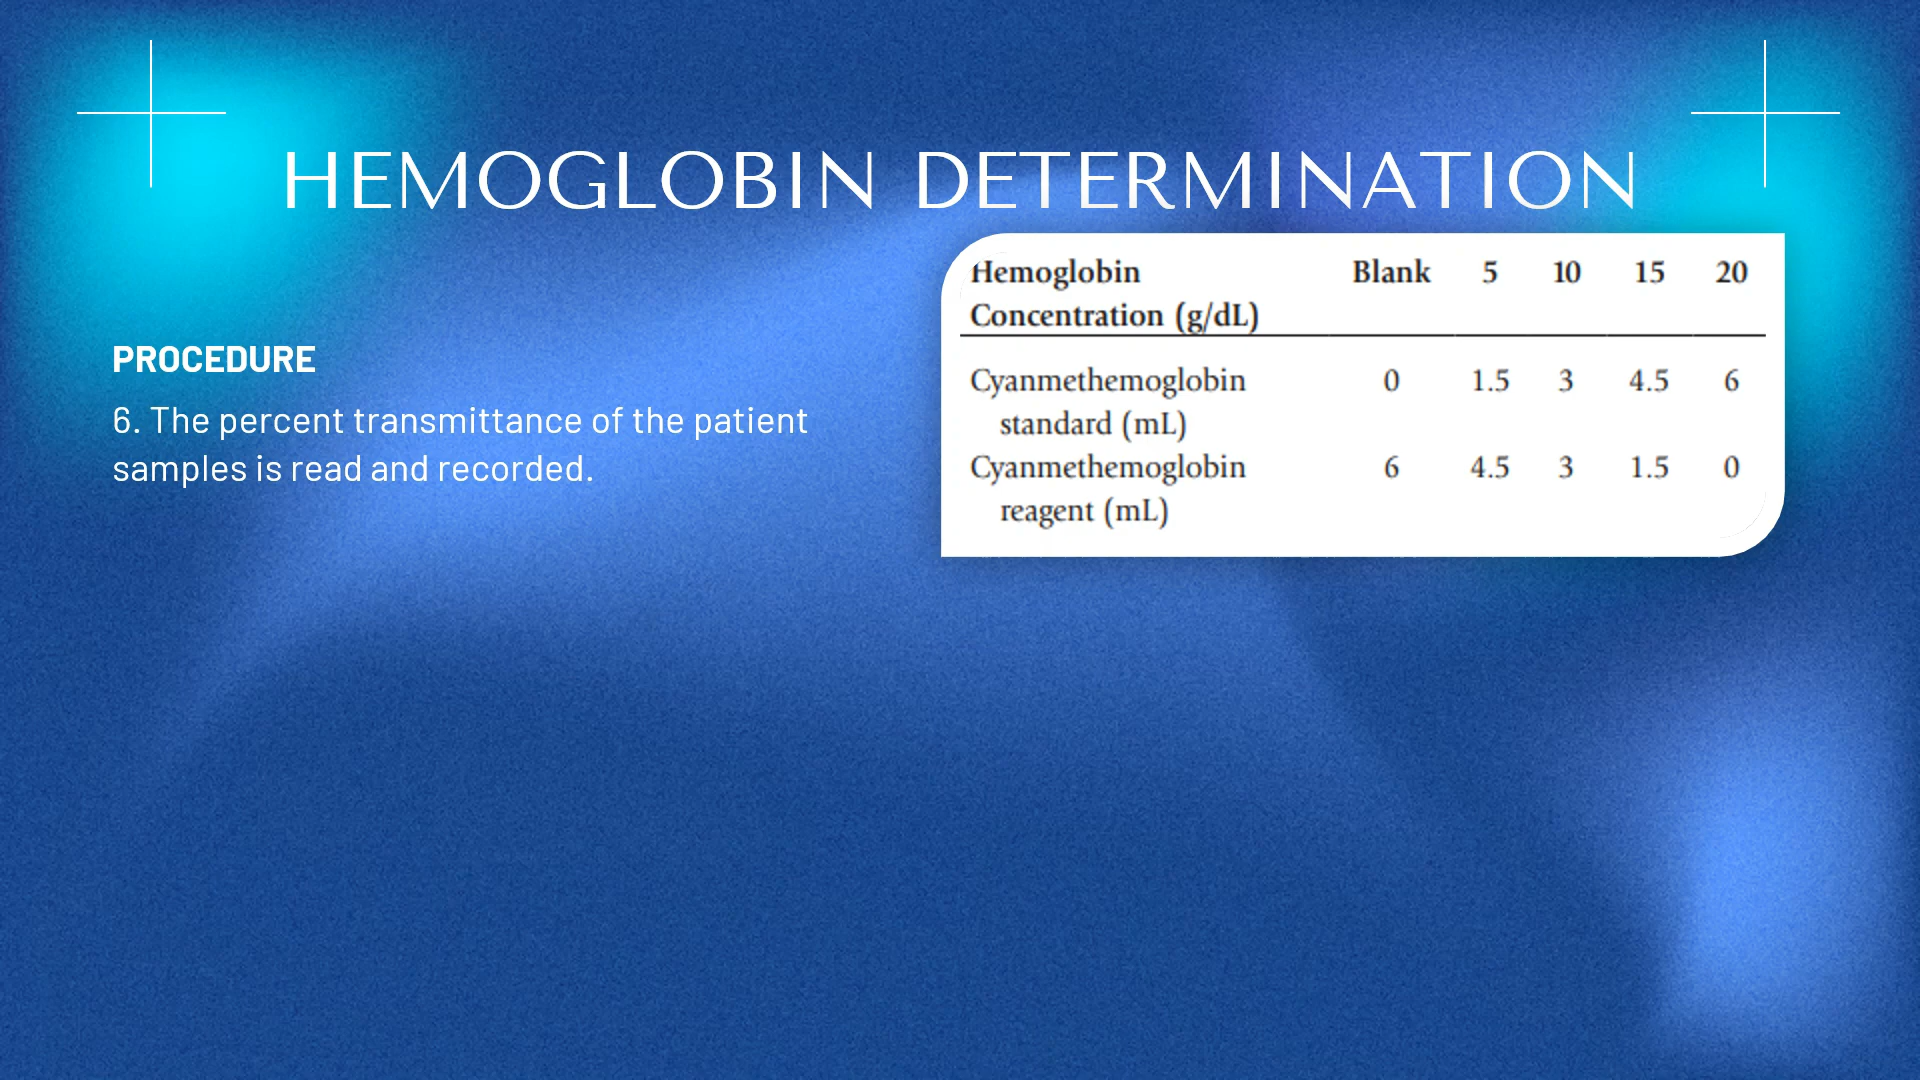 HEMOGLOBIN DETERMINATION
PROCEDURE
6. The percent transmittance of the patient
samples is read and recorded.
Hemoglobin Blank 5 10 15 20
Concentration (g/dL)
Cyanmethemoglobin 0 1.5 3 4.5 6
standard (mL)
Cyanmethemoglobin 6 4.5 3 1.5 0
reagent (mL)